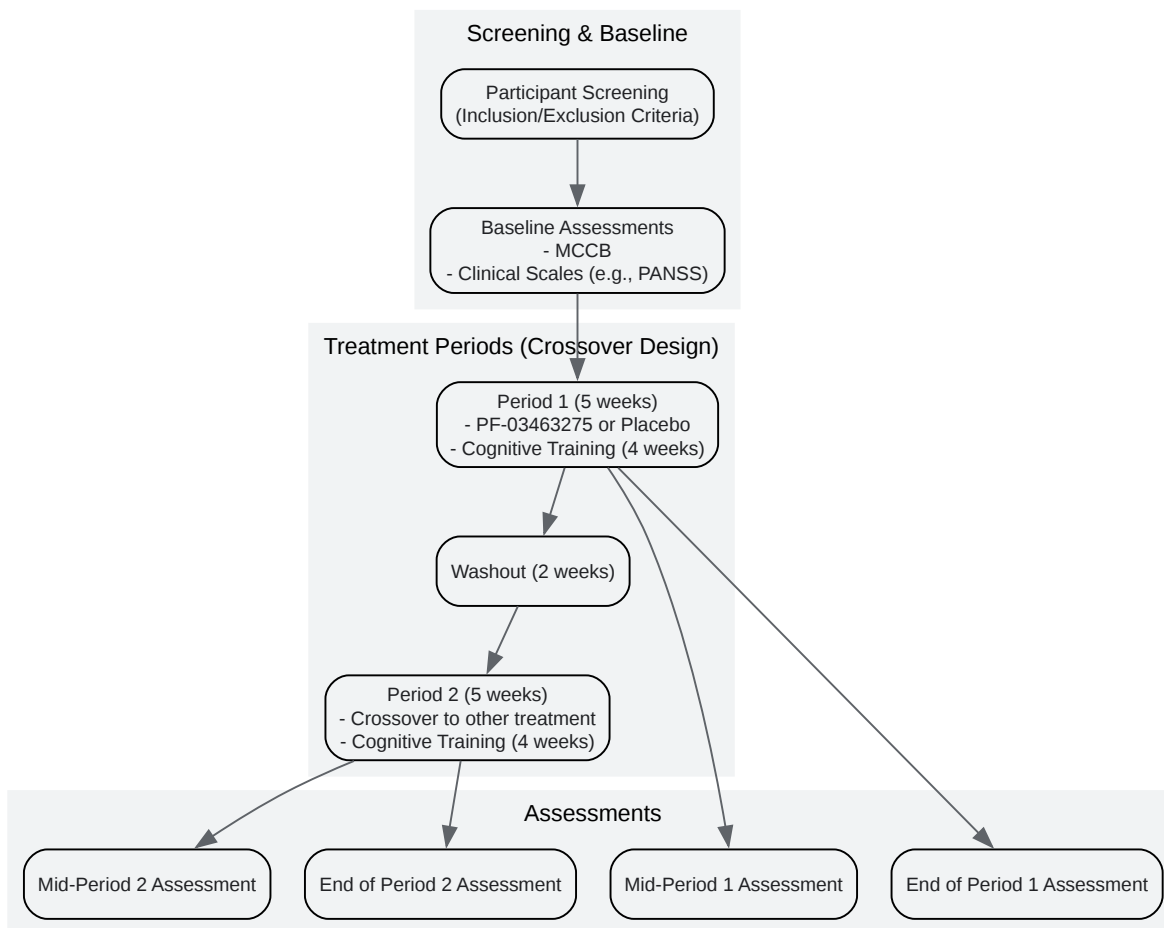 Screening & Baseline
Participant Screening
(Inclusion/Exclusion Criteria)
Baseline Assessments
- MCCB
- Clinical Scales (e.g., PANSS)
Treatment Periods (Crossover Design)
Period 1 (5 weeks)
- PF-03463275 or Placebo
- Cognitive Training (4 weeks)
Washout (2 weeks)
Period 2 (5 weeks)
- Crossover to other treatment
- Cognitive Training (4 weeks)
Assessments
Mid-Period 2 Assessment
End of Period 2 Assessment
Mid-Period 1 Assessment
End of Period 1 Assessment